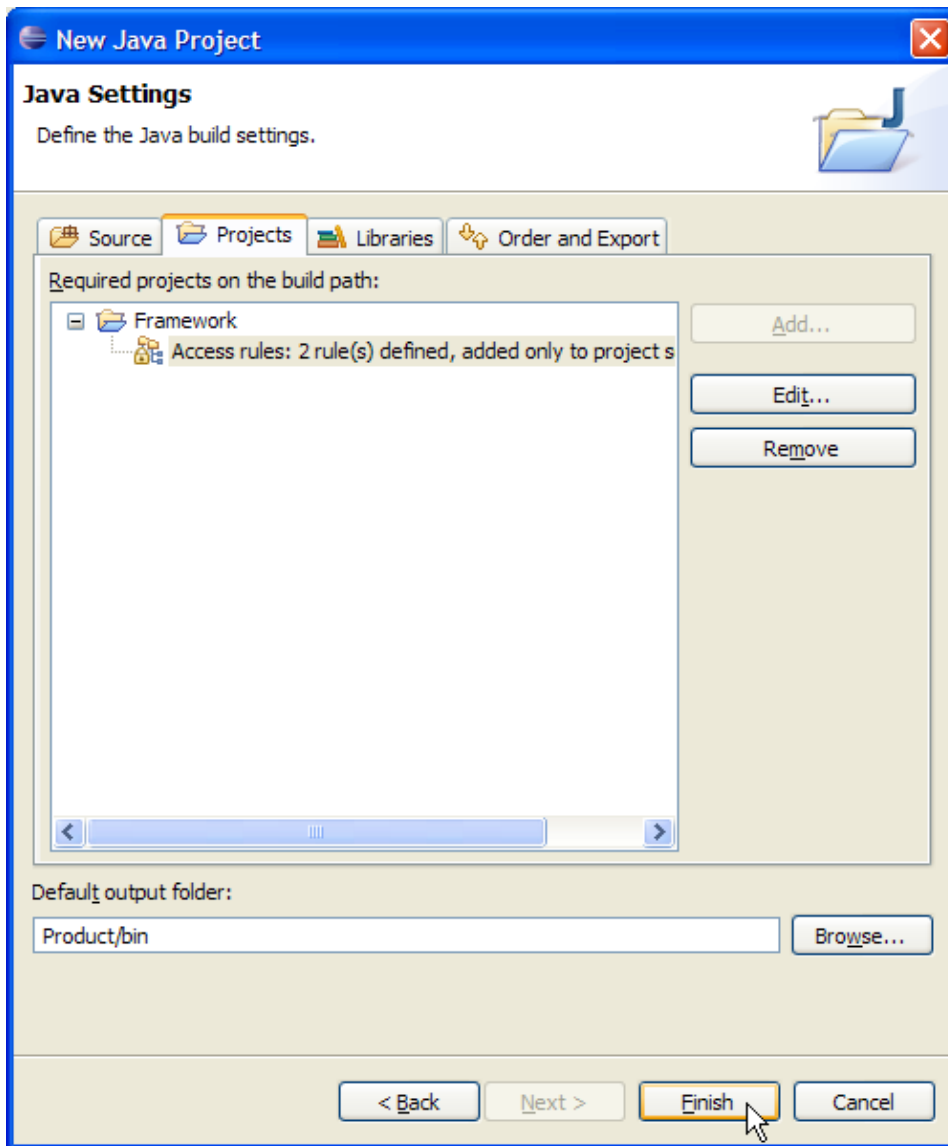 New Java Project
Java Settings
Define the Java build settings.
Source Projects Libraries Order and Export
Required projects on the build path:
Framework
Add...
Access rules: 2 rule(s) defined, added only to project s
Edit...
Remove
Default output folder:
Product/bin
Browse...
< Back Next > Finish Cancel